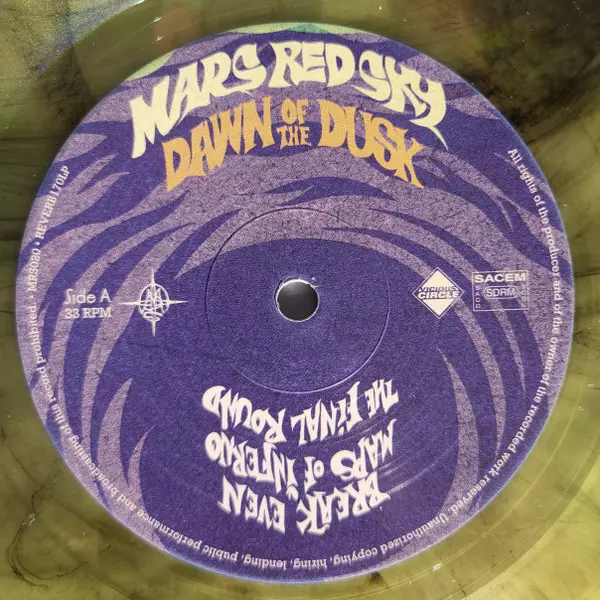 MARS RED SKY
DAWN OF THE DUSK
Side A
33 RPM
VICIOUS
CIRCLE
SACEM
SDRM
BREAK EVEN
MAPS OF INFERNO
THE FINAL ROUND
All rights of the producer and of the owner of the recorded work reserved. Unauthorized copying, hiring, lending, public performance and broadcasting of this record prohibited. • MRS020 • REVERB170LP